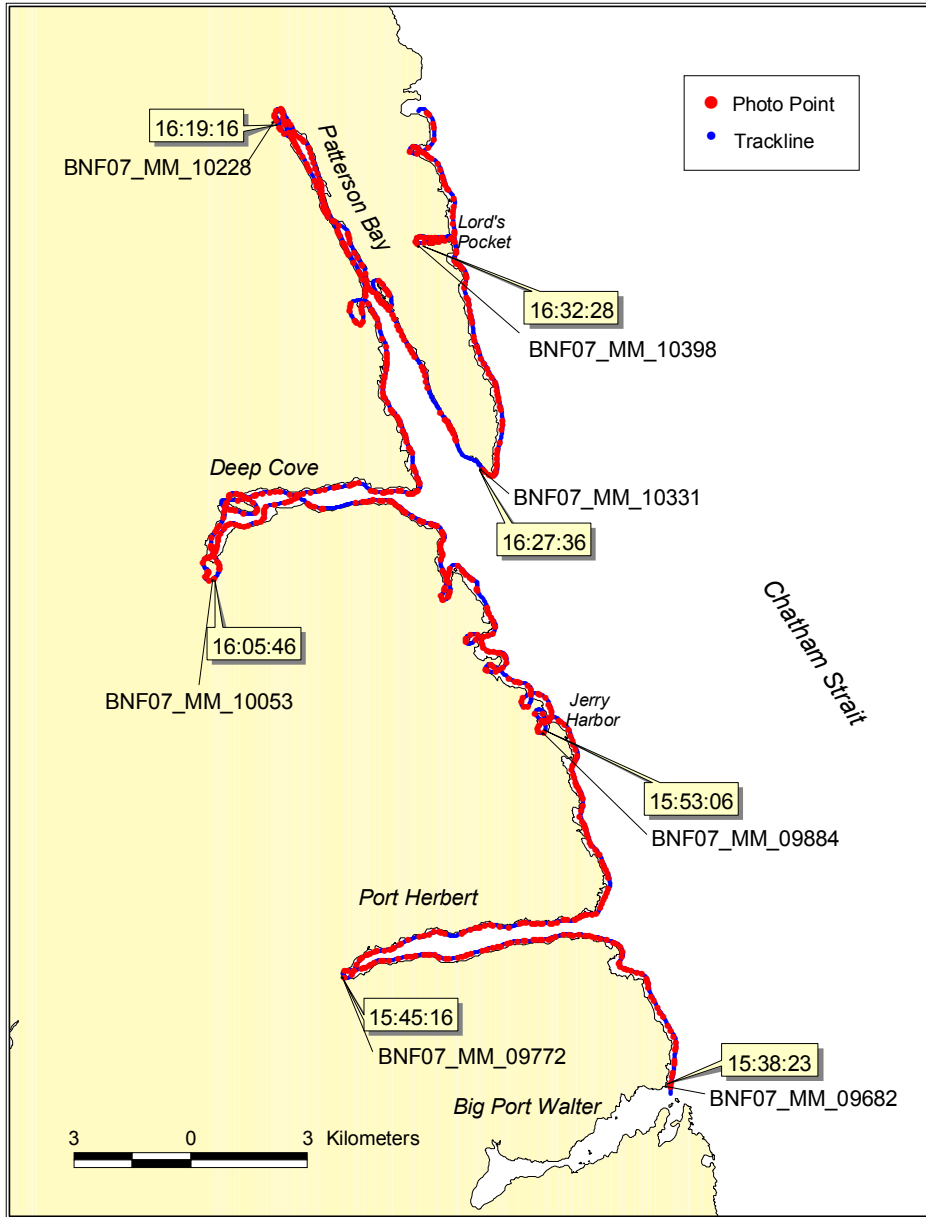 Photo Point
Trackline
16:19:16
BNF07_MM_10228
Patterson Bay
Lord's
Pocket
16:32:28
BNF07_MM_10398
Deep Cove
BNF07_MM_10331
16:27:36
16:05:46
BNF07_MM_10053
Chatham Strait
Jerry
Harbor
15:53:06
BNF07_MM_09884
Port Herbert
15:45:16
BNF07_MM_09772
15:38:23
BNF07_MM_09682
Big Port Walter
3 0 3 Kilometers